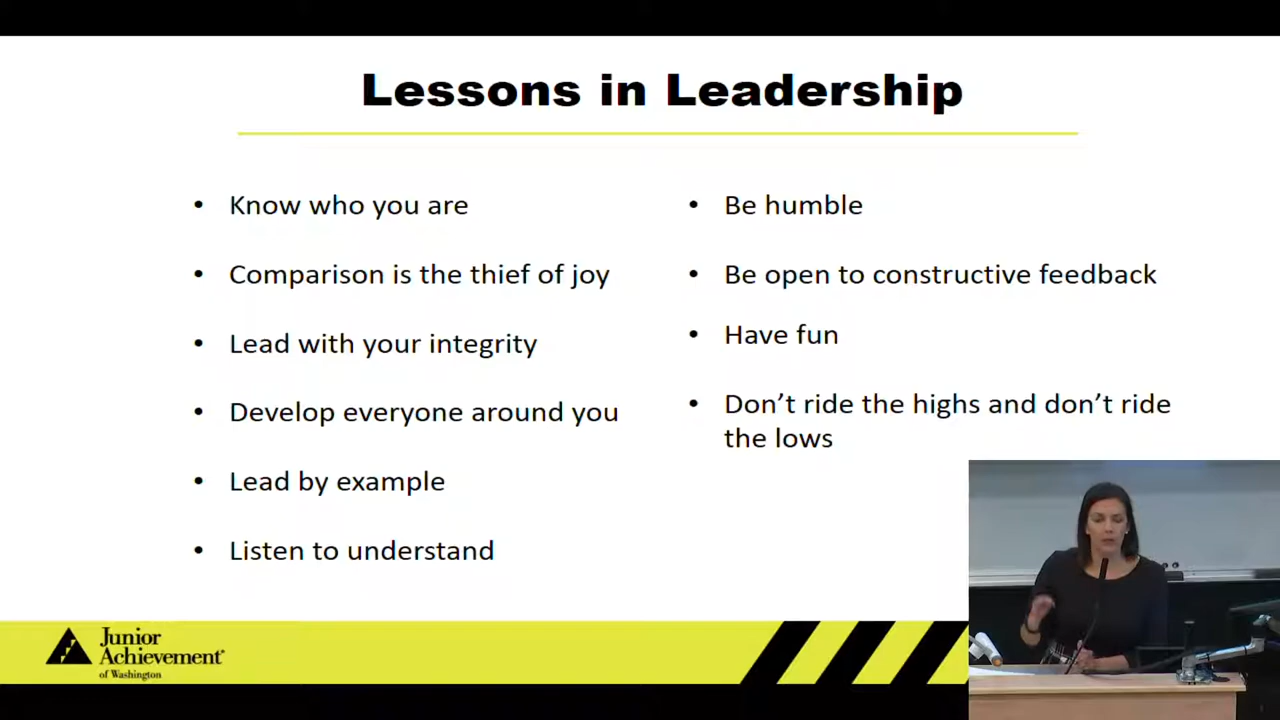 Lessons in Leadership
• Know who you are
• Comparison is the thief of joy
• Lead with your integrity
• Develop everyone around you
• Lead by example
• Listen to understand
• Be humble
• Be open to constructive feedback
• Have fun
• Don’t ride the highs and don’t ride
the lows
Junior
Achievement
of Washington